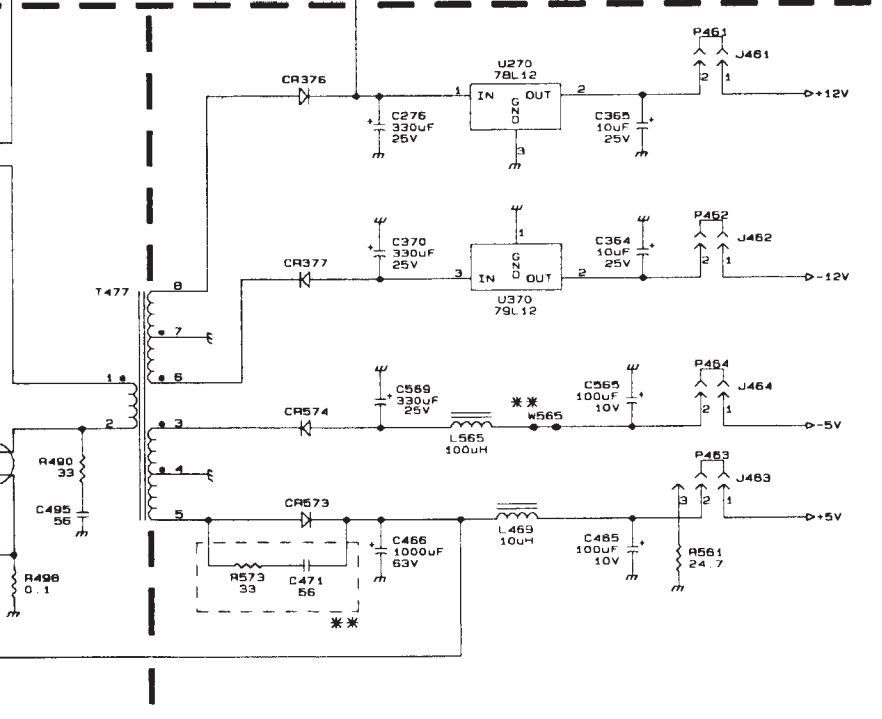 P461
J461
2 1
U270
78L12
CR376
1 IN OUT 2
GND
3
+12V
C276
330uF
25V
+
C365
10uF
25V
+
P462
J462
2 1
C370
330uF
25V
+
1
C364
10uF
25V
+
CR377
3 IN GND OUT 2
-12V
U370
79L12
T477
8
7
6
1
2
P464
J464
2 1
C569
330uF
25V
+
C565
100uF
10V
+
**
W565
CR574
3
-5V
L565
100uH
P463
J463
3 2 1
R490
33
4
CR573
5
+5V
C495
56
L469
10uH
C466
1000uF
63V
+
C465
100uF
10V
+
R561
24.7
R573
33
C471
56
R498
0.1
**